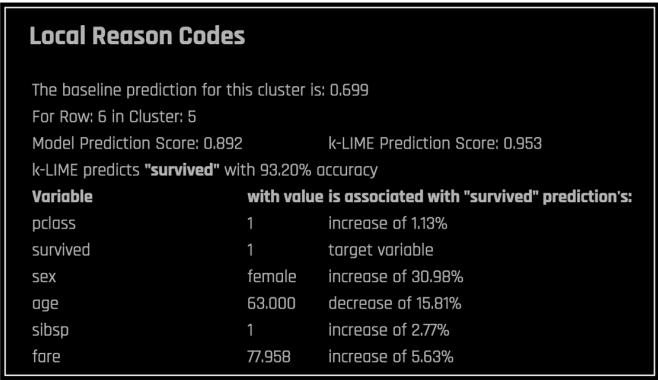 Local Reason Codes
The baseline prediction for this cluster is: 0.699
For Row: 6 in Cluster: 5
Model Prediction Score: 0.892 k-LIME Prediction Score: 0.953
k-LIME predicts "survived" with 93.20% accuracy
Variable with value is associated with "survived" prediction's:
pclass 1 increase of 1.13%
survived 1 target variable
sex female increase of 30.98%
age 63.000 decrease of 15.81%
sibsp 1 increase of 2.77%
fare 77.958 increase of 5.63%